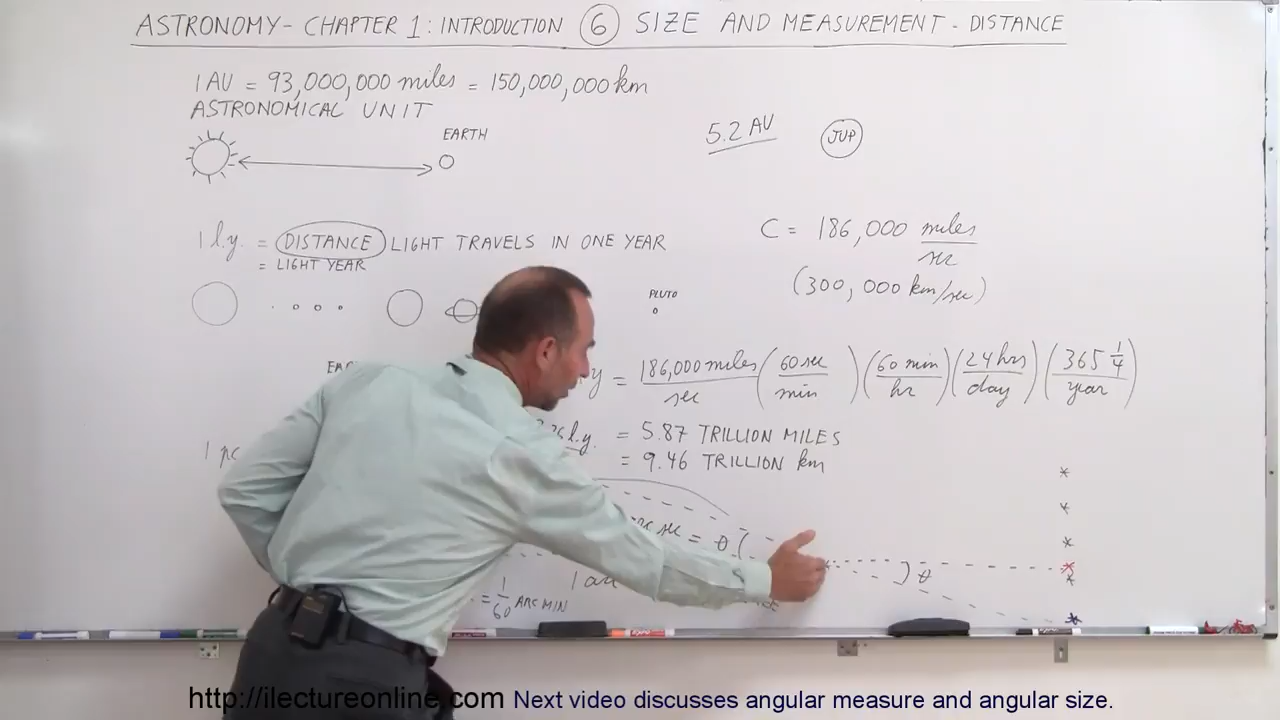 ASTRONOMY - CHAPTER 1: INTRODUCTION 6 SIZE AND MEASUREMENT - DISTANCE
1 AU = 93,000,000 miles = 150,000,000 km
ASTRONOMICAL UNIT
EARTH
5.2 AU JUP
1 l.y. = DISTANCE LIGHT TRAVELS IN ONE YEAR
= LIGHT YEAR
C = 186,000 miles/sec
(300,000 km/sec)
PLUTO
y = 186,000 miles/sec (60 sec/min) (60 min/hr) (24 hrs/day) (365 1/4/year)
l.y. = 5.87 TRILLION MILES
= 9.46 TRILLION km
1 pc
sec = θ
θ
= 1/60 ARC MIN
1
http://ilectureonline.com Next video discusses angular measure and angular size.